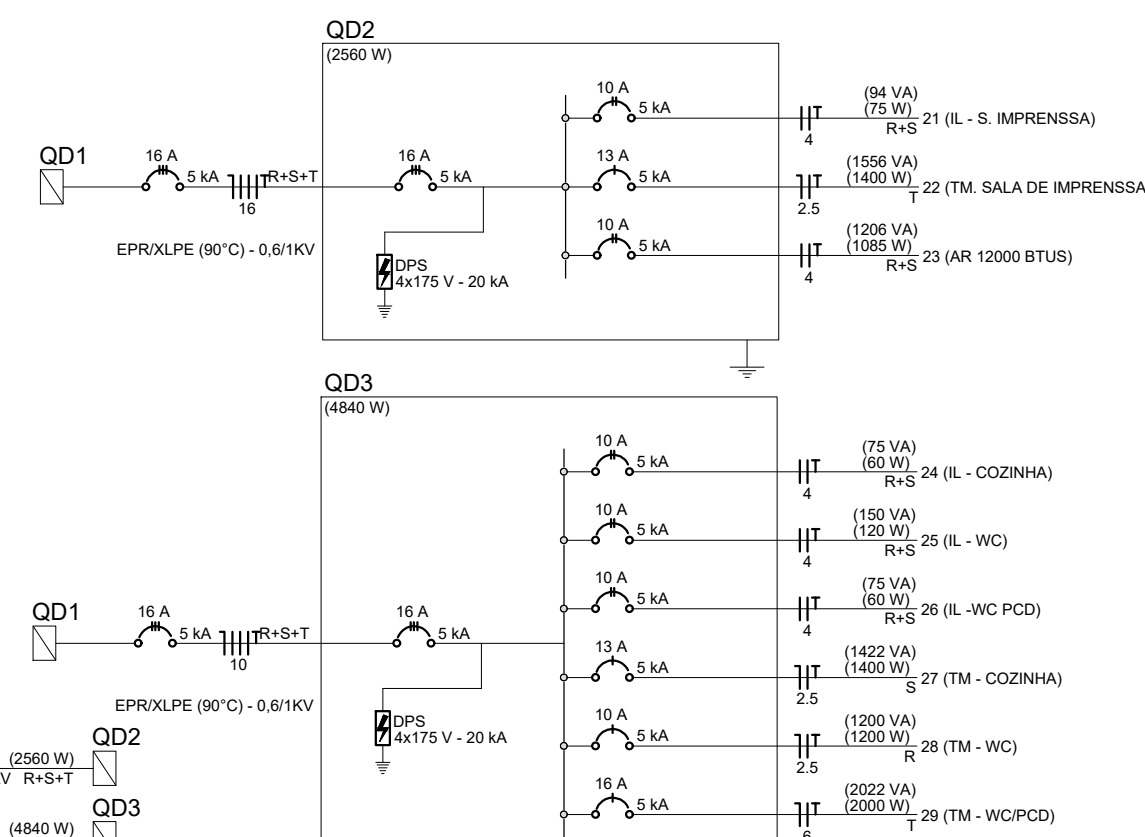 QD2
(2560 W)
QD1
16 A
5 kA
R+S+T
16
EPR/XLPE (90°C) - 0,6/1KV
16 A
5 kA
DPS
4x175 V - 20 kA
10 A
5 kA
T
4
(94 VA)
(75 W)
R+S
21 (IL - S. IMPRENSSA)
13 A
5 kA
T
2.5
(1556 VA)
(1400 W)
T
22 (TM. SALA DE IMPRENSSA
10 A
5 kA
T
4
(1206 VA)
(1085 W)
R+S
23 (AR 12000 BTUS)
QD3
(4840 W)
QD1
16 A
5 kA
R+S+T
10
EPR/XLPE (90°C) - 0,6/1KV
16 A
5 kA
DPS
4x175 V - 20 kA
10 A
5 kA
T
4
(75 VA)
(60 W)
R+S
24 (IL - COZINHA)
10 A
5 kA
T
4
(150 VA)
(120 W)
R+S
25 (IL - WC)
10 A
5 kA
T
4
(75 VA)
(60 W)
R+S
26 (IL -WC PCD)
13 A
5 kA
T
2.5
(1422 VA)
(1400 W)
S
27 (TM - COZINHA)
10 A
5 kA
T
2.5
(1200 VA)
(1200 W)
R
28 (TM - WC)
16 A
5 kA
T
6
(2022 VA)
(2000 W)
T
29 (TM - WC/PCD)
QD2
(2560 W)
V R+S+T
QD3
(4840 W)